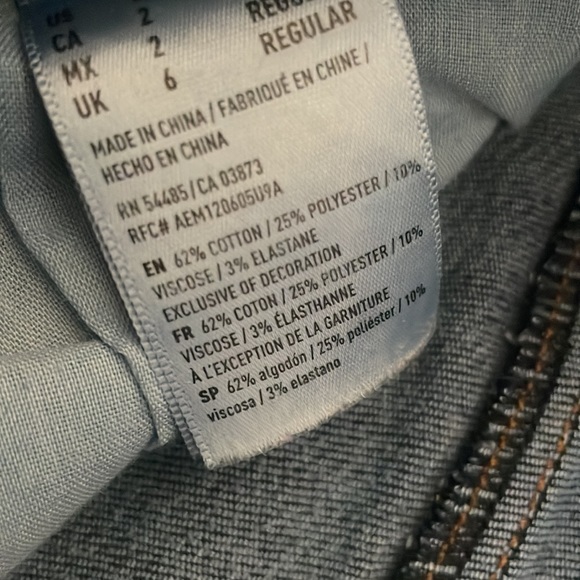 US 2 REGULAR
CA 2 REGULAR
MX 2
UK 6
MADE IN CHINA / FABRIQUÉ EN CHINE /
HECHO EN CHINA
RN 54485/CA 03873
RFC# AEM120605U9A
EN 62% COTTON / 25% POLYESTER / 10%
VISCOSE / 3% ELASTANE
EXCLUSIVE OF DECORATION
FR 62% COTON / 25% POLYESTER / 10%
VISCOSE / 3% ÉLASTHANNE
À L'EXCEPTION DE LA GARNITURE
SP 62% algodón / 25% poliéster / 10%
viscosa / 3% elastano